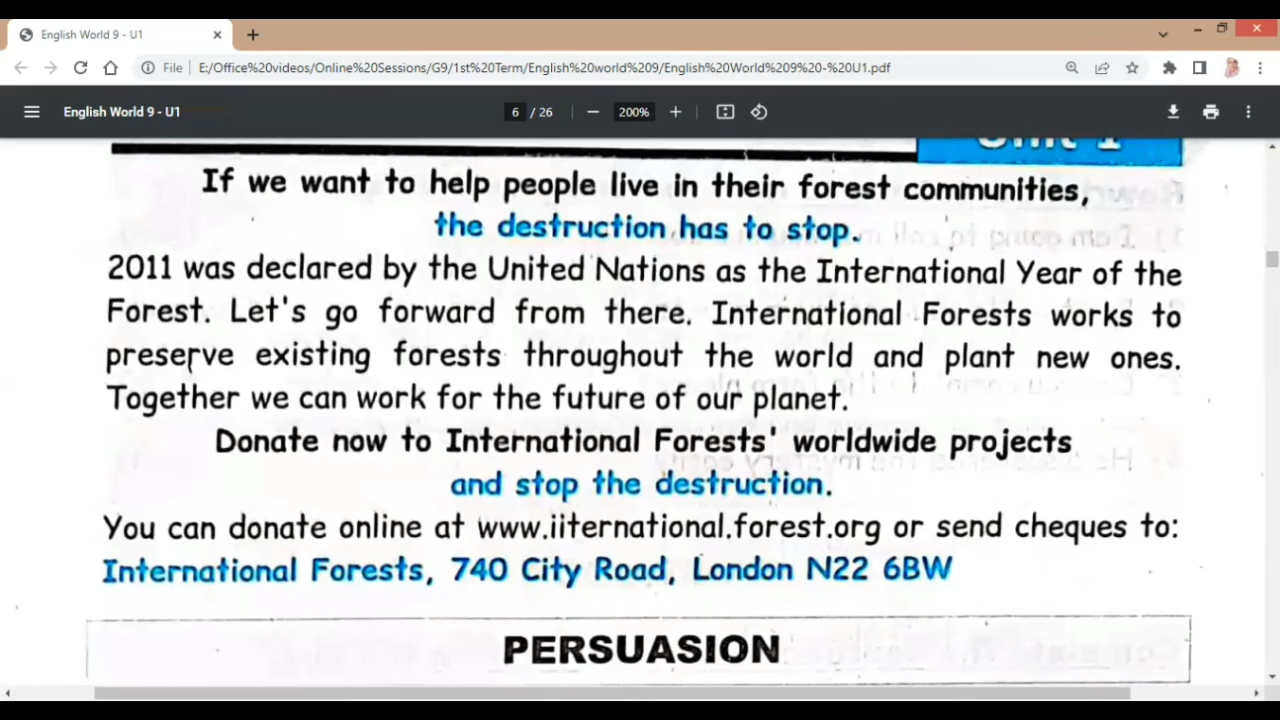 English World 9 - U1
File
E:/Office%20videos/Online%20Sessions/G9/1st%20Term/English%20world%209/English%20World%209%20-%20U1.pdf
English World 9 - U1
6 / 26
200%
Unit 1
If we want to help people live in their forest communities,
the destruction has to stop.
2011 was declared by the United Nations as the International Year of the
Forest. Let's go forward from there. International Forests works to
preserve existing forests throughout the world and plant new ones.
Together we can work for the future of our planet.
Donate now to International Forests' worldwide projects
and stop the destruction.
You can donate online at www.iiternational.forest.org or send cheques to:
International Forests, 740 City Road, London N22 6BW
PERSUASION